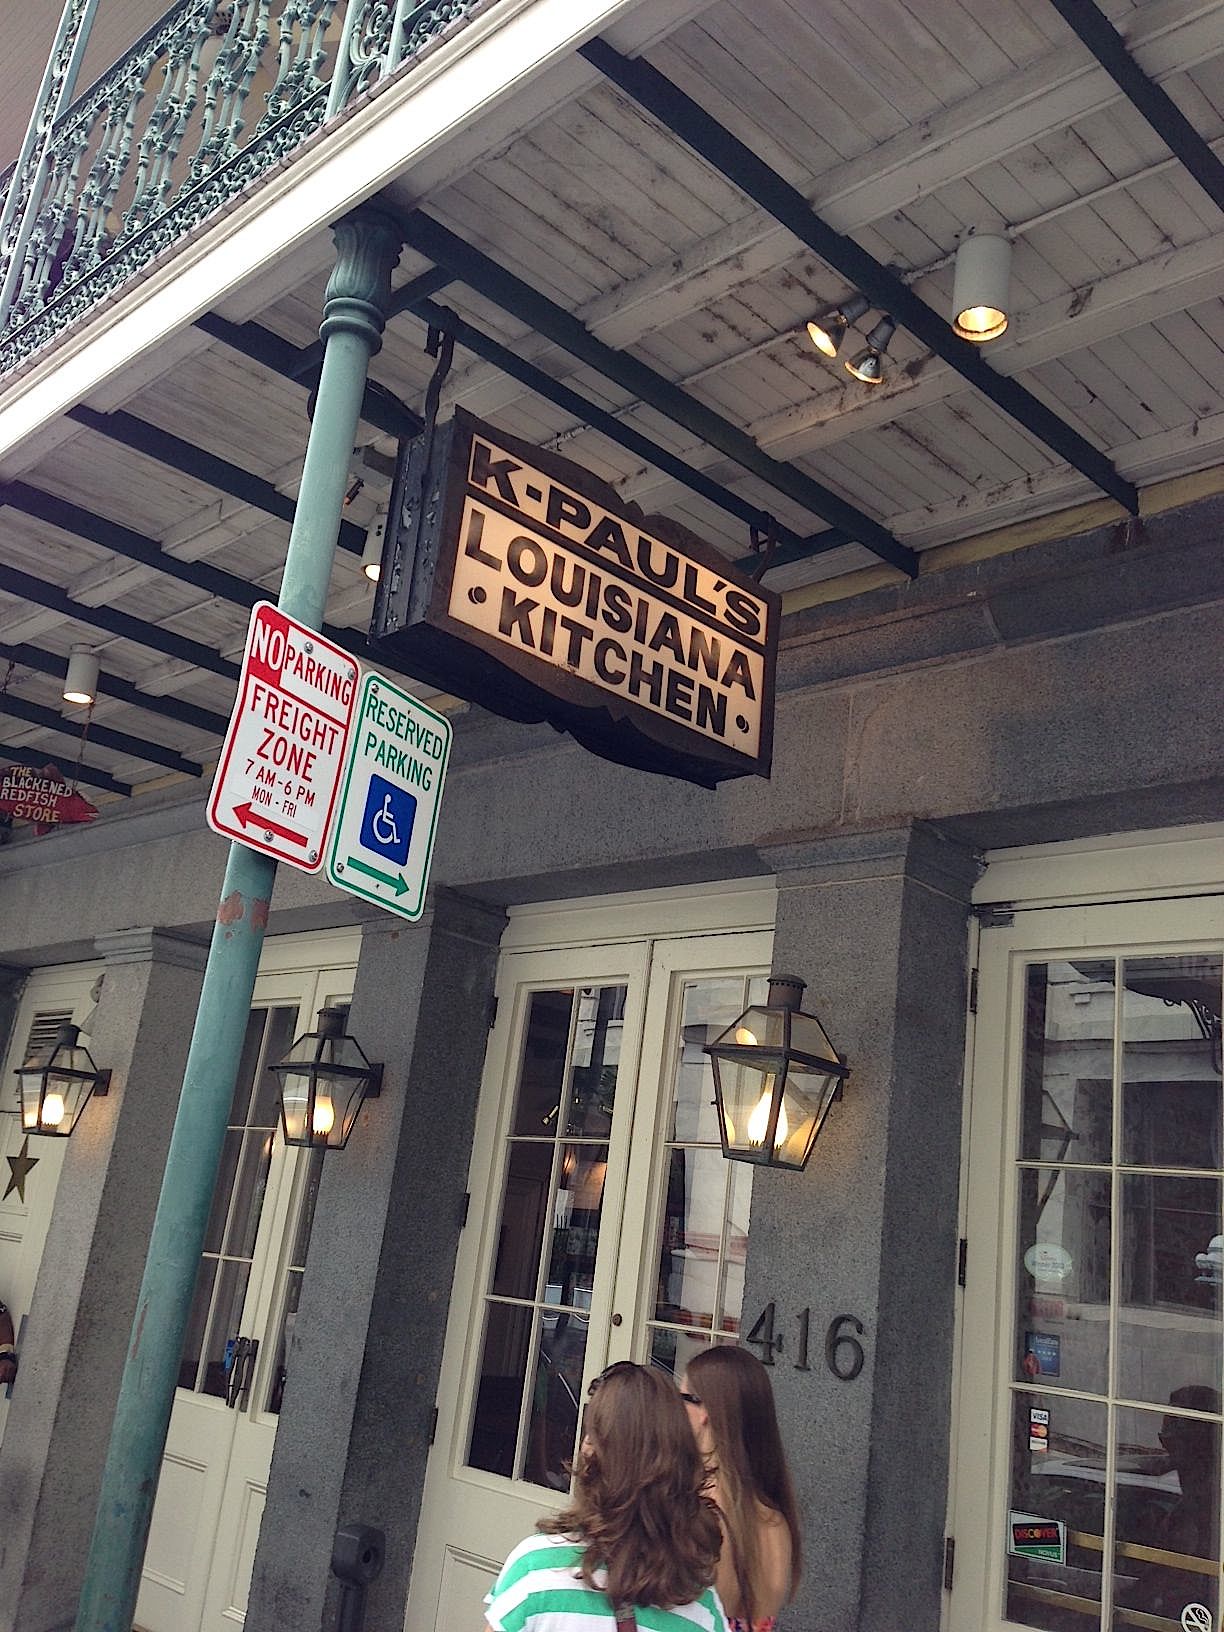 K-PAUL'S
LOUISIANA
• KITCHEN •
NO PARKING
FREIGHT
ZONE
7 AM - 6 PM
MON - FRI
RESERVED
PARKING
THE
BLACKENED
REDFISH
STORE
416
VISA
DISCOVER
NOVUS